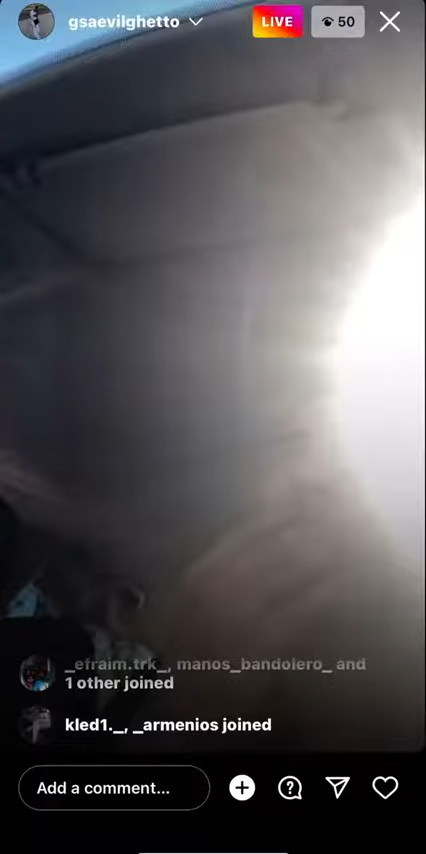 gsaevilghetto
LIVE
50
_efraim.trk_, manos_bandolero_ and
1 other joined
kled1._, _armenios joined
Add a comment...